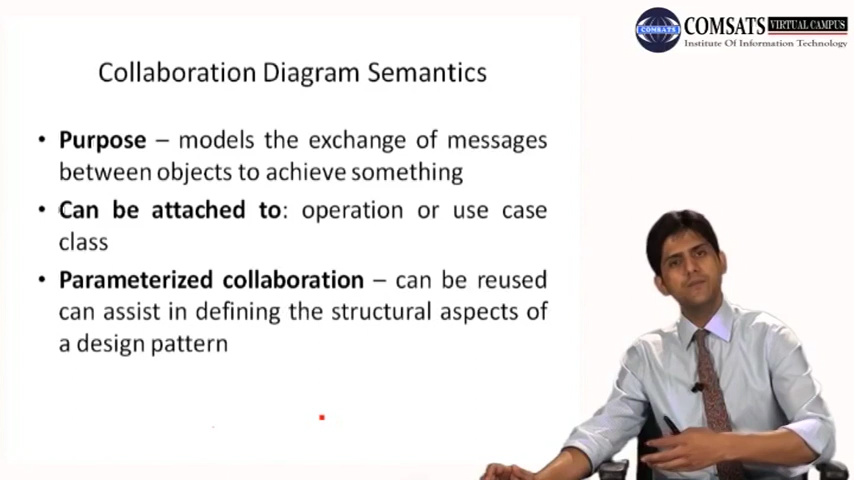 COMSATS VIRTUAL CAMPUS
COMSATS
Institute Of Information Technology
Collaboration Diagram Semantics
• Purpose – models the exchange of messages
between objects to achieve something
• Can be attached to: operation or use case
class
• Parameterized collaboration – can be reused
can assist in defining the structural aspects of
a design pattern